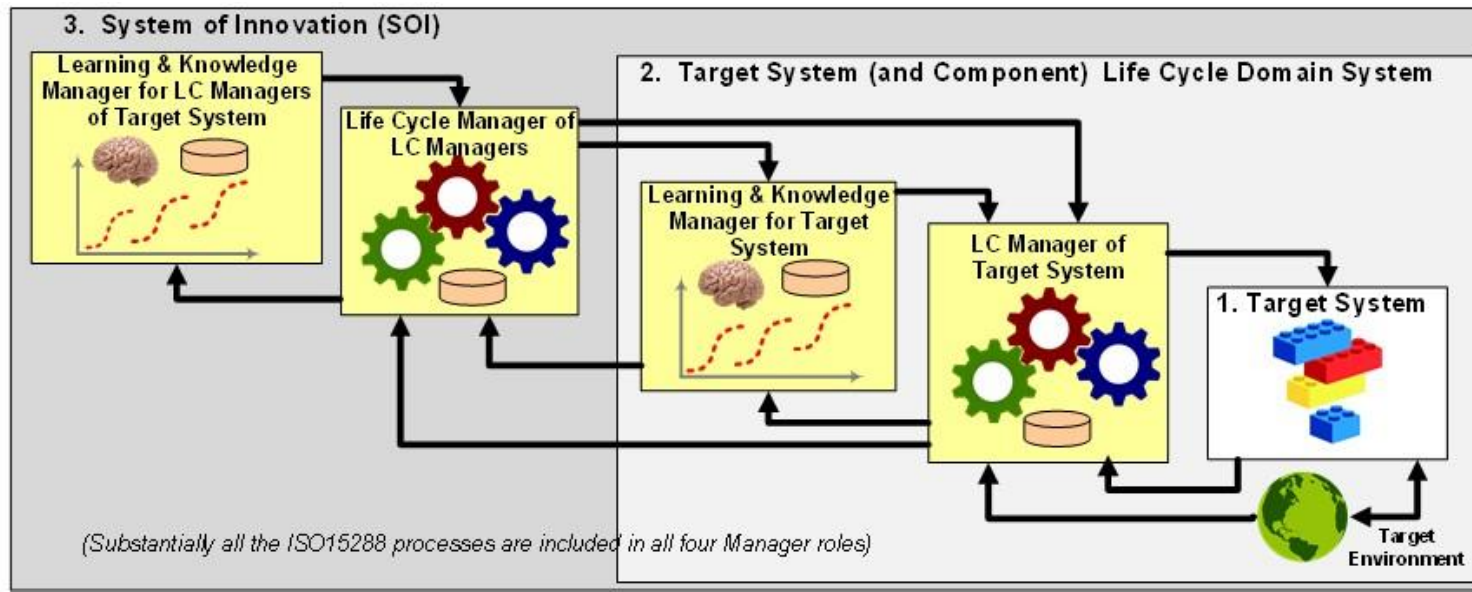 3.  System of Innovation (SOI)
Learning & Knowledge
Manager for LC Managers
of Target System
2.  Target System (and Component)  Life Cycle Domain System
Life Cycle Manager of
LC Managers
Learning & Knowledge
Manager for Target
System
LC Manager of
Target System
1. Target System
(Substantially all the ISO15288 processes are included in all four Manager roles)
Target
Environment